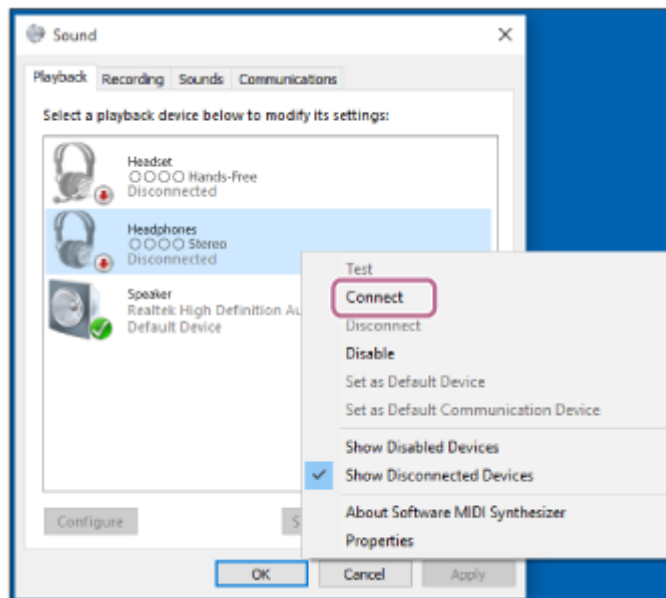 Sound
Playback Recording Sounds Communications
Select a playback device below to modify its settings:
Headset
○○○○ Hands-Free
Disconnected
Headphones
○○○○ Stereo
Disconnected
Speaker
Realtek High Definition Au
Default Device
Test
Connect
Disconnect
Disable
Set as Default Device
Set as Default Communication Device
Show Disabled Devices
Show Disconnected Devices
About Software MIDI Synthesizer
Properties
Configure S
OK Cancel Apply